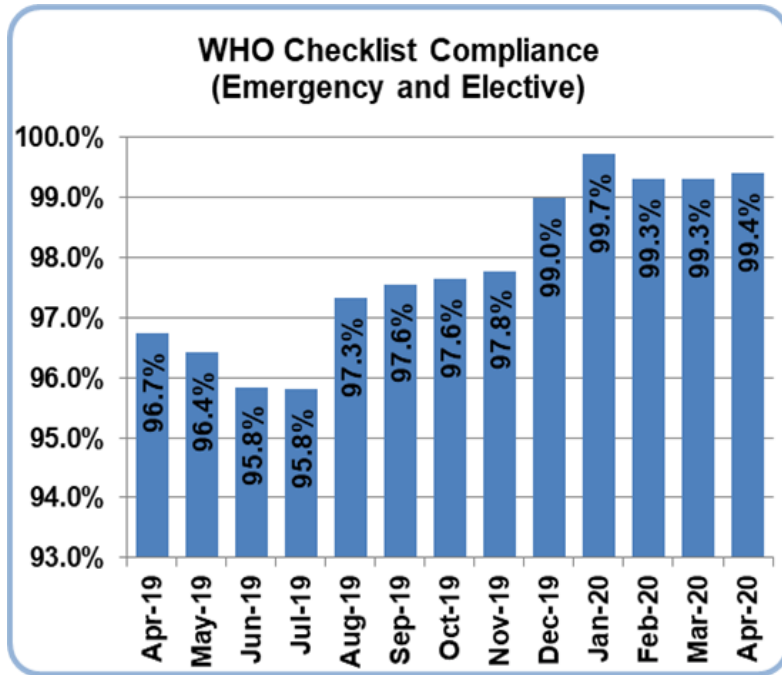 WHO Checklist Compliance
(Emergency and Elective)
100.0%
99.0%
98.0%
97.0%
96.0%
95.0%
94.0%
93.0%
96.7%
96.4%
95.8%
95.8%
97.3%
97.6%
97.6%
97.8%
99.0%
99.7%
99.3%
99.3%
99.4%
Apr-19
May-19
Jun-19
Jul-19
Aug-19
Sep-19
Oct-19
Nov-19
Dec-19
Jan-20
Feb-20
Mar-20
Apr-20